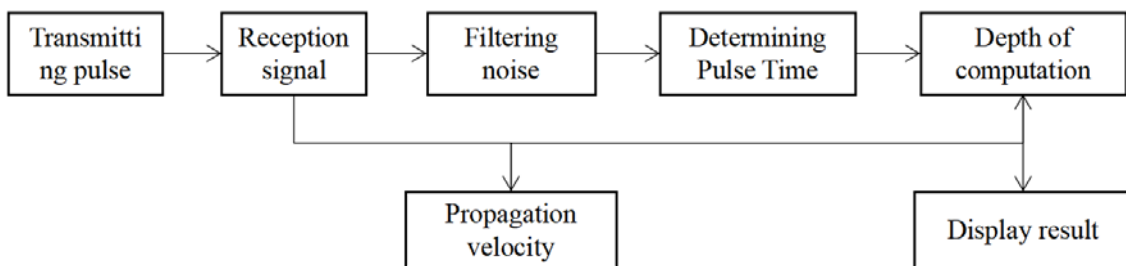 Transmitti
ng pulse
Reception
signal
Filtering
noise
Determining
Pulse Time
Depth of
computation
Propagation
velocity
Display result